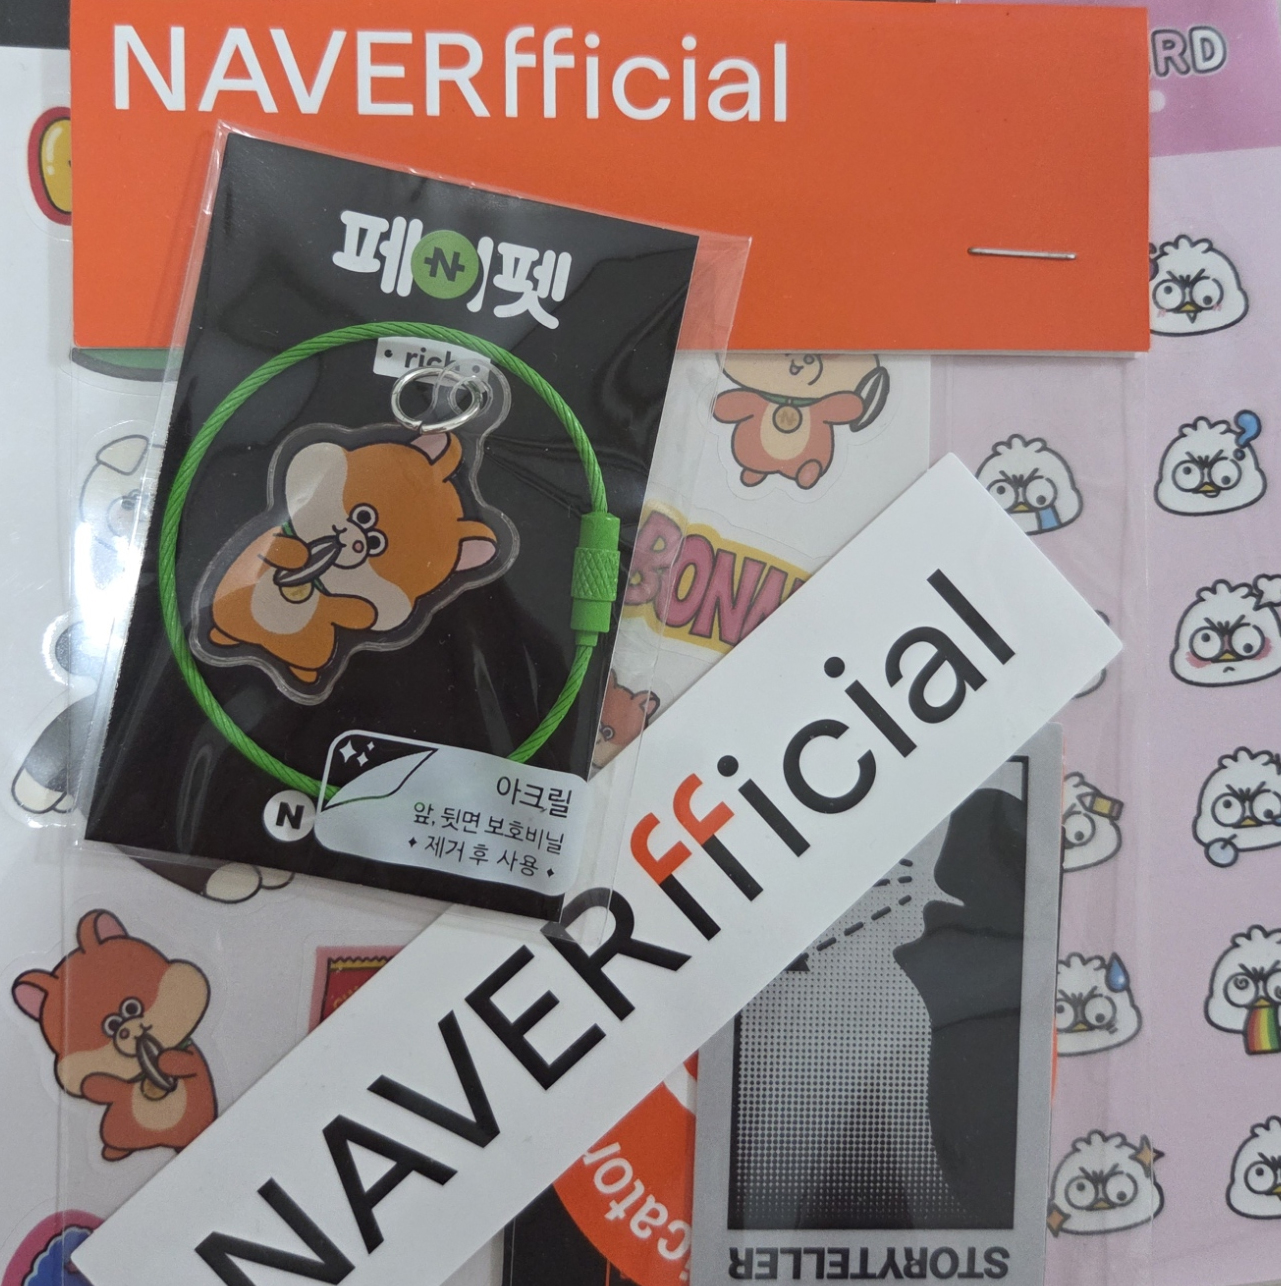 NAVERfficial
RD
페이펫
rich
BONA
아크릴
앞, 뒷면 보호비닐
제거 후 사용
N
NAVERfficial
icator
STORYTELLER